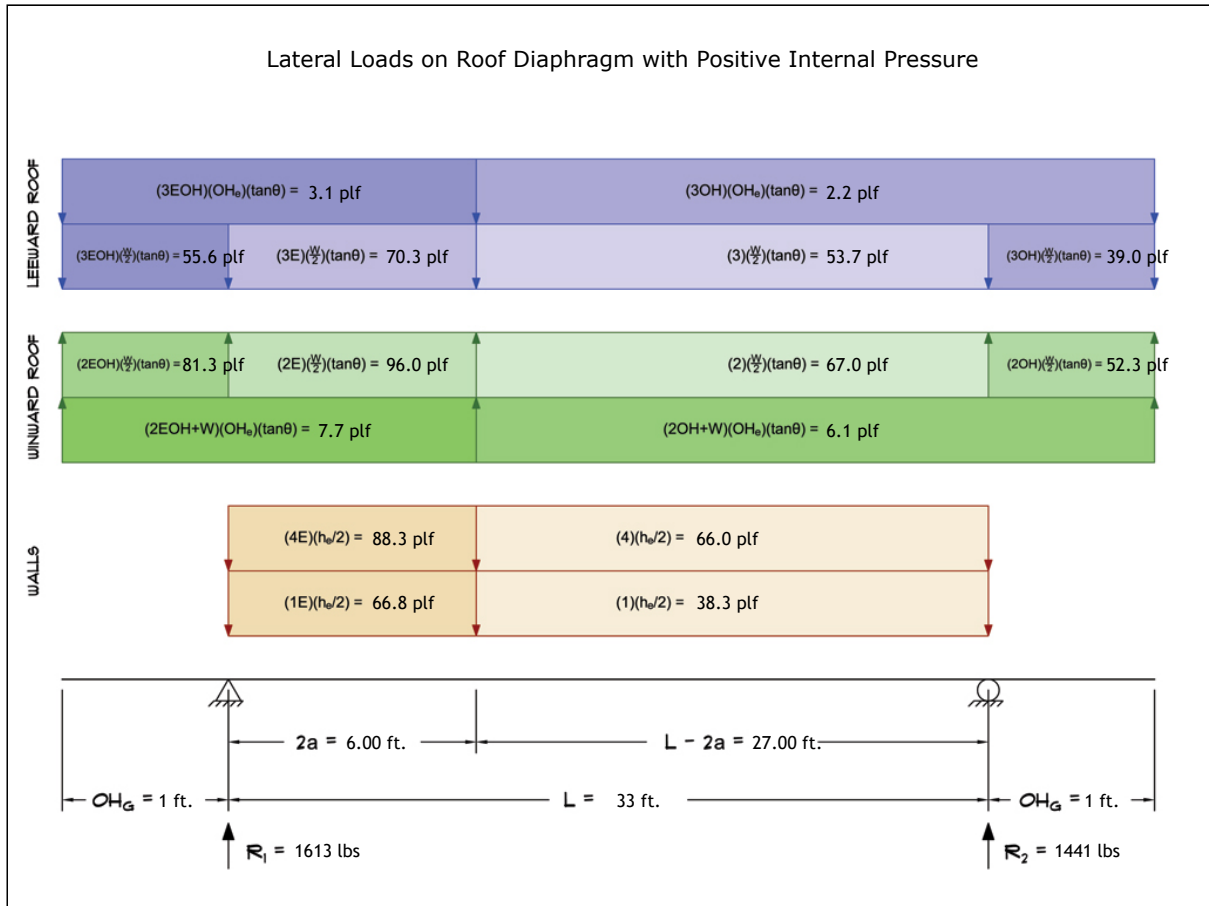 Lateral Loads on Roof Diaphragm with Positive Internal Pressure
LEEWARD ROOF
(3EOH)(OHₑ)(tanθ) = 3.1 plf
(3OH)(OHₑ)(tanθ) = 2.2 plf
(3EOH)(W/2)(tanθ) = 55.6 plf
(3E)(W/2)(tanθ) = 70.3 plf
(3)(W/2)(tanθ) = 53.7 plf
(3OH)(W/2)(tanθ) = 39.0 plf
WINWARD ROOF
(2EOH)(W/2)(tanθ) = 81.3 plf
(2E)(W/2)(tanθ) = 96.0 plf
(2)(W/2)(tanθ) = 67.0 plf
(2OH)(W/2)(tanθ) = 52.3 plf
(2EOH+W)(OHₑ)(tanθ) = 7.7 plf
(2OH+W)(OHₑ)(tanθ) = 6.1 plf
WALLS
(4E)(hₑ/2) = 88.3 plf
(4)(hₑ/2) = 66.0 plf
(1E)(hₑ/2) = 66.8 plf
(1)(hₑ/2) = 38.3 plf
2a = 6.00 ft.
L - 2a = 27.00 ft.
OH_G = 1 ft.
L = 33 ft.
OH_G = 1 ft.
R₁ = 1613 lbs
R₂ = 1441 lbs